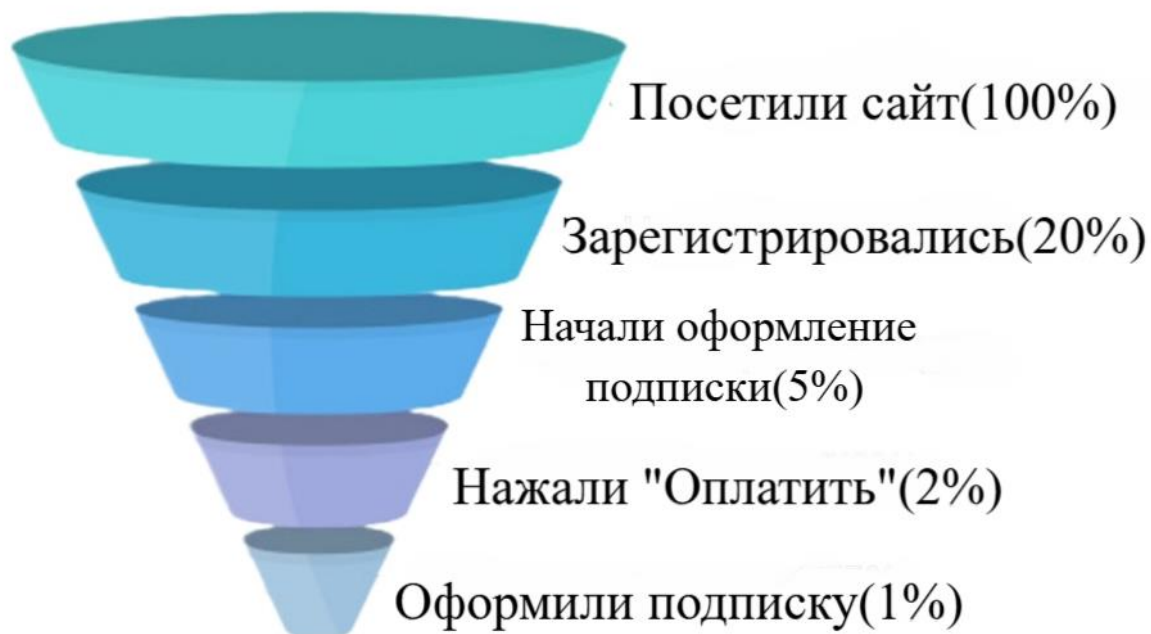 Посетили сайт(100%)
Зарегистрировались(20%)
Начали оформление
подписки(5%)
Нажали "Оплатить"(2%)
Оформили подписку(1%)